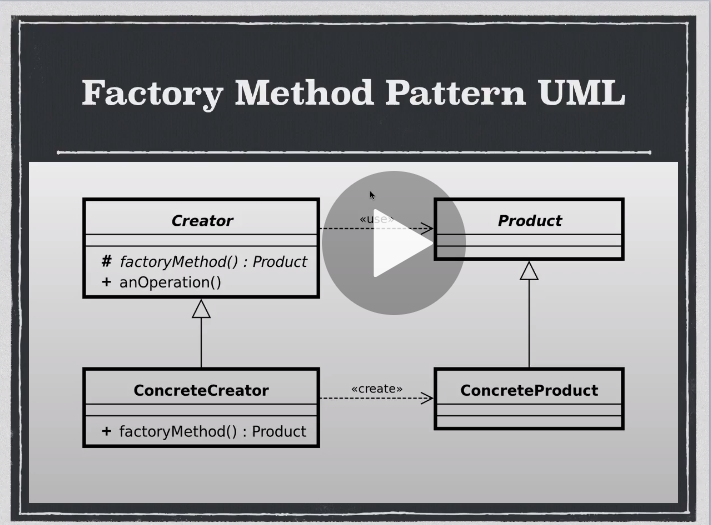 Factory Method Pattern UML
Creator
# factoryMethod() : Product
+ anOperation()
«use»
Product
ConcreteCreator
+ factoryMethod() : Product
«create»
ConcreteProduct